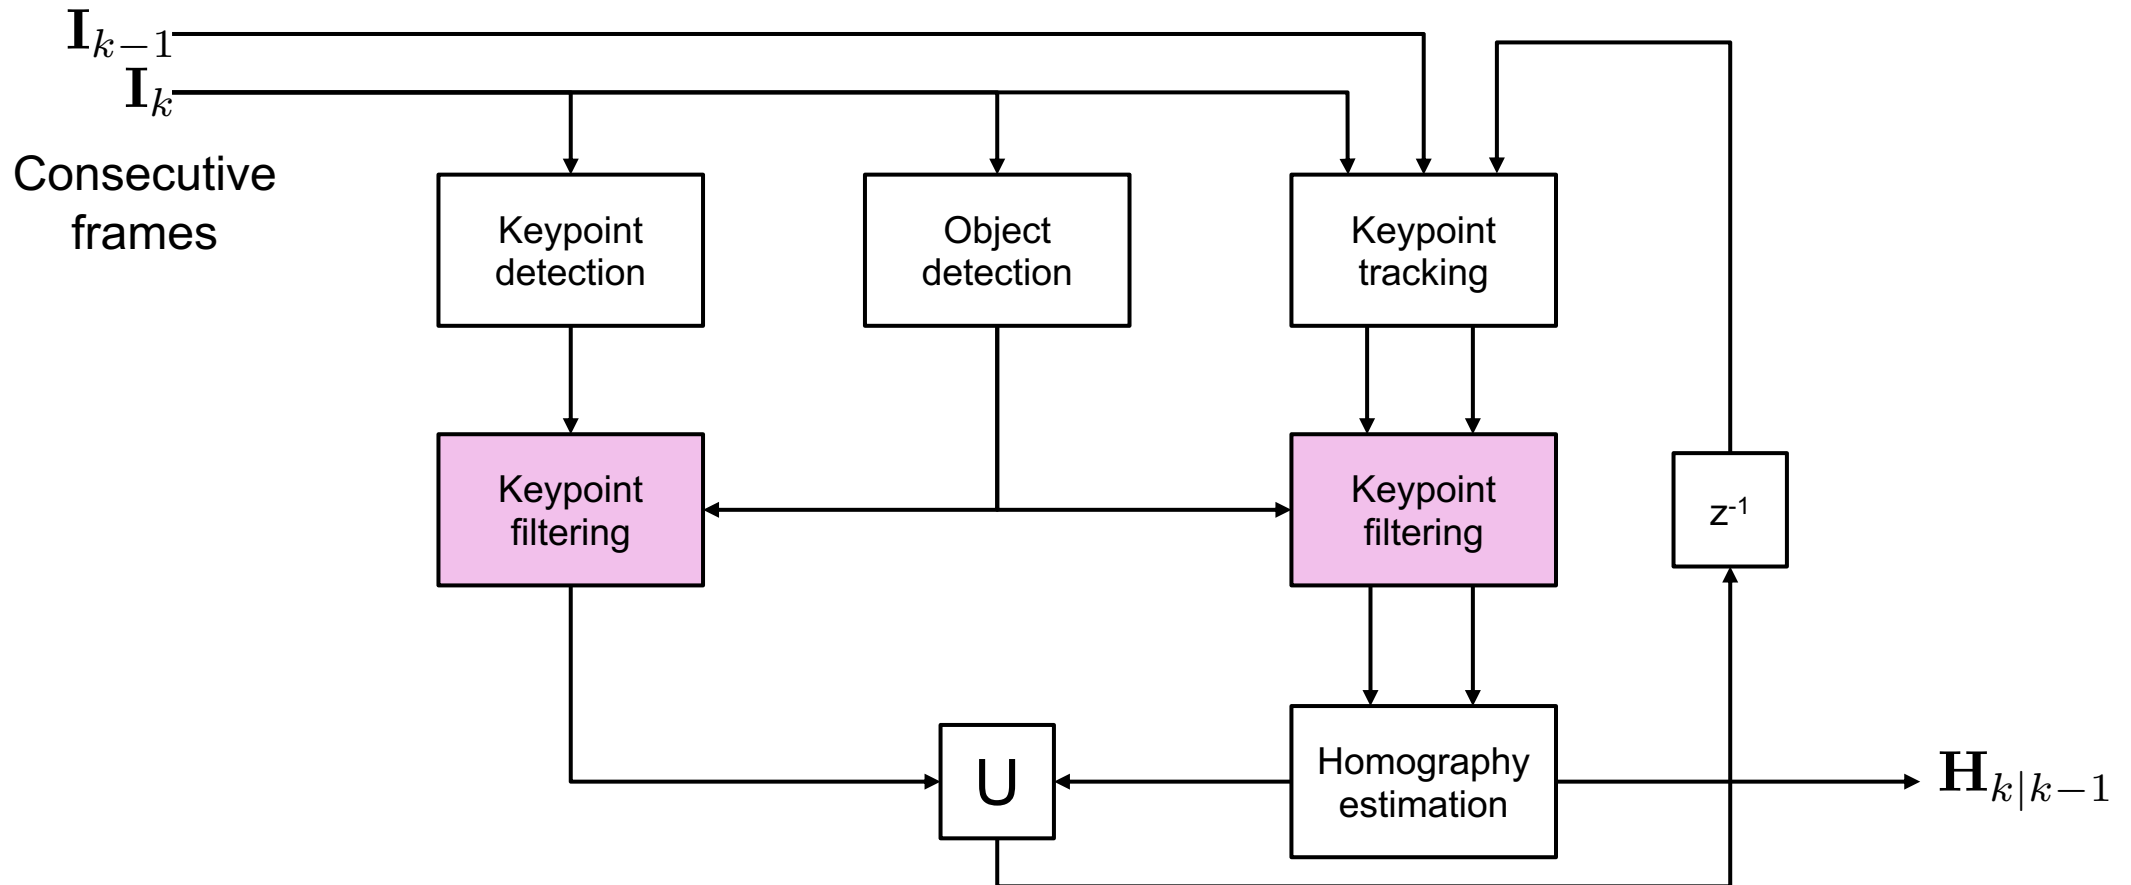 I_{k-1}
I_k
Consecutive
frames
Keypoint
detection
Object
detection
Keypoint
tracking
Keypoint
filtering
Keypoint
filtering
z^{-1}
U
Homography
estimation
H_{k|k-1}